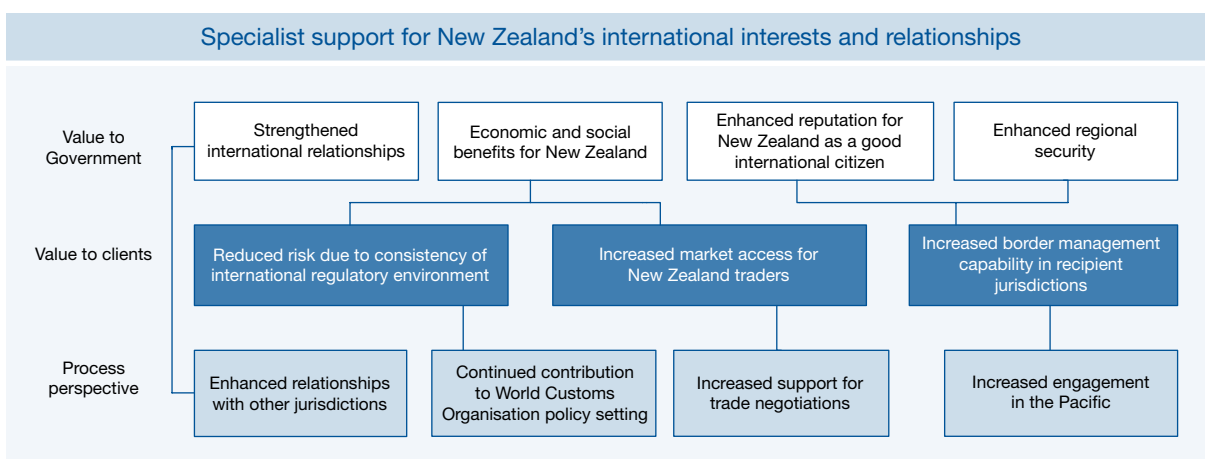 Specialist support for New Zealand’s international interests and relationships
Value to
Government
Strengthened
international relationships
Economic and social
benefits for New Zealand
Enhanced reputation for
New Zealand as a good
international citizen
Enhanced regional
security
Value to clients
Reduced risk due to consistency of
international regulatory environment
Increased market access for
New Zealand traders
Increased border management
capability in recipient
jurisdictions
Process
perspective
Enhanced relationships
with other jurisdictions
Continued contribution
to World Customs
Organisation policy setting
Increased support for
trade negotiations
Increased engagement
in the Pacific